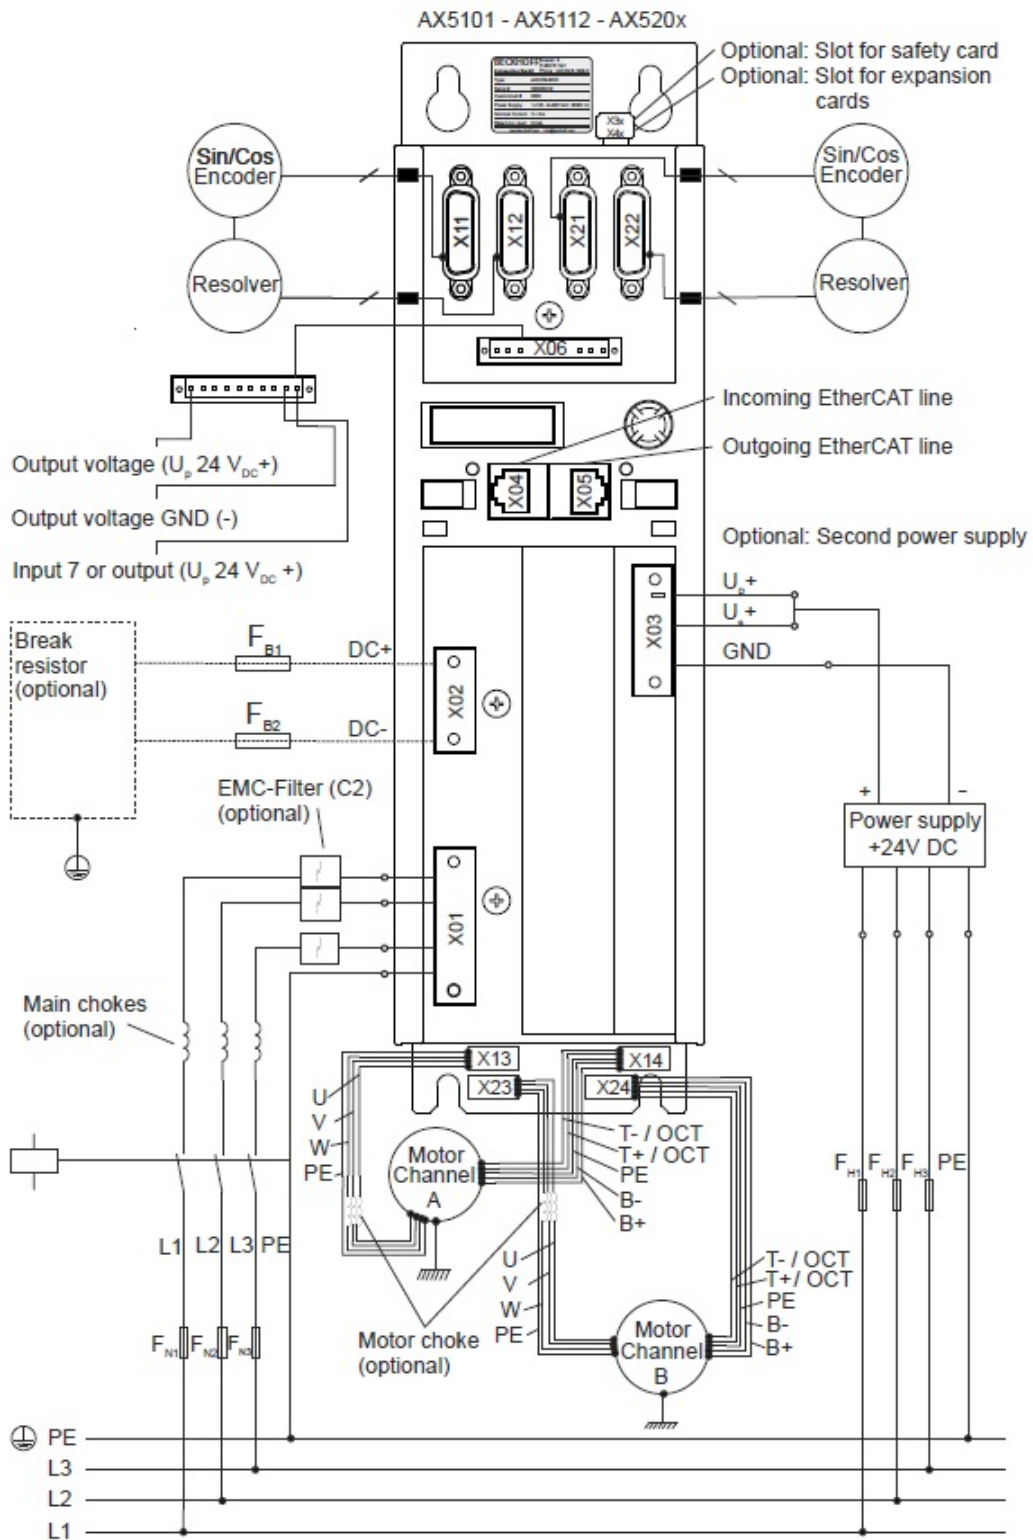 AX5101 - AX5112 - AX520x
Optional: Slot for safety card
Optional: Slot for expansion
cards
BECKHOFF
X3x
X4x
Sin/Cos
Encoder
Sin/Cos
Encoder
X11
X12
X21
X22
Resolver
Resolver
X06
Incoming EtherCAT line
Outgoing EtherCAT line
Output voltage (Up 24 VDC+)
X04
X05
Output voltage GND (-)
Optional: Second power supply
Input 7 or output (Up 24 VDC +)
Up+
Us+
GND
X03
Break
resistor
(optional)
FB1
DC+
X02
FB2
DC-
EMC-Filter (C2)
(optional)
+
–
Power supply
+24V DC
X01
Main chokes
(optional)
X13
X14
X23
X24
U
V
W
PE
Motor
Channel
A
T- / OCT
T+ / OCT
PE
B-
B+
FH1
FH2
FH3
PE
L1
L2
L3
PE
U
V
W
PE
T- / OCT
T+/ OCT
PE
B-
B+
FN1
FN2
FN3
Motor choke
(optional)
Motor
Channel
B
PE
L3
L2
L1